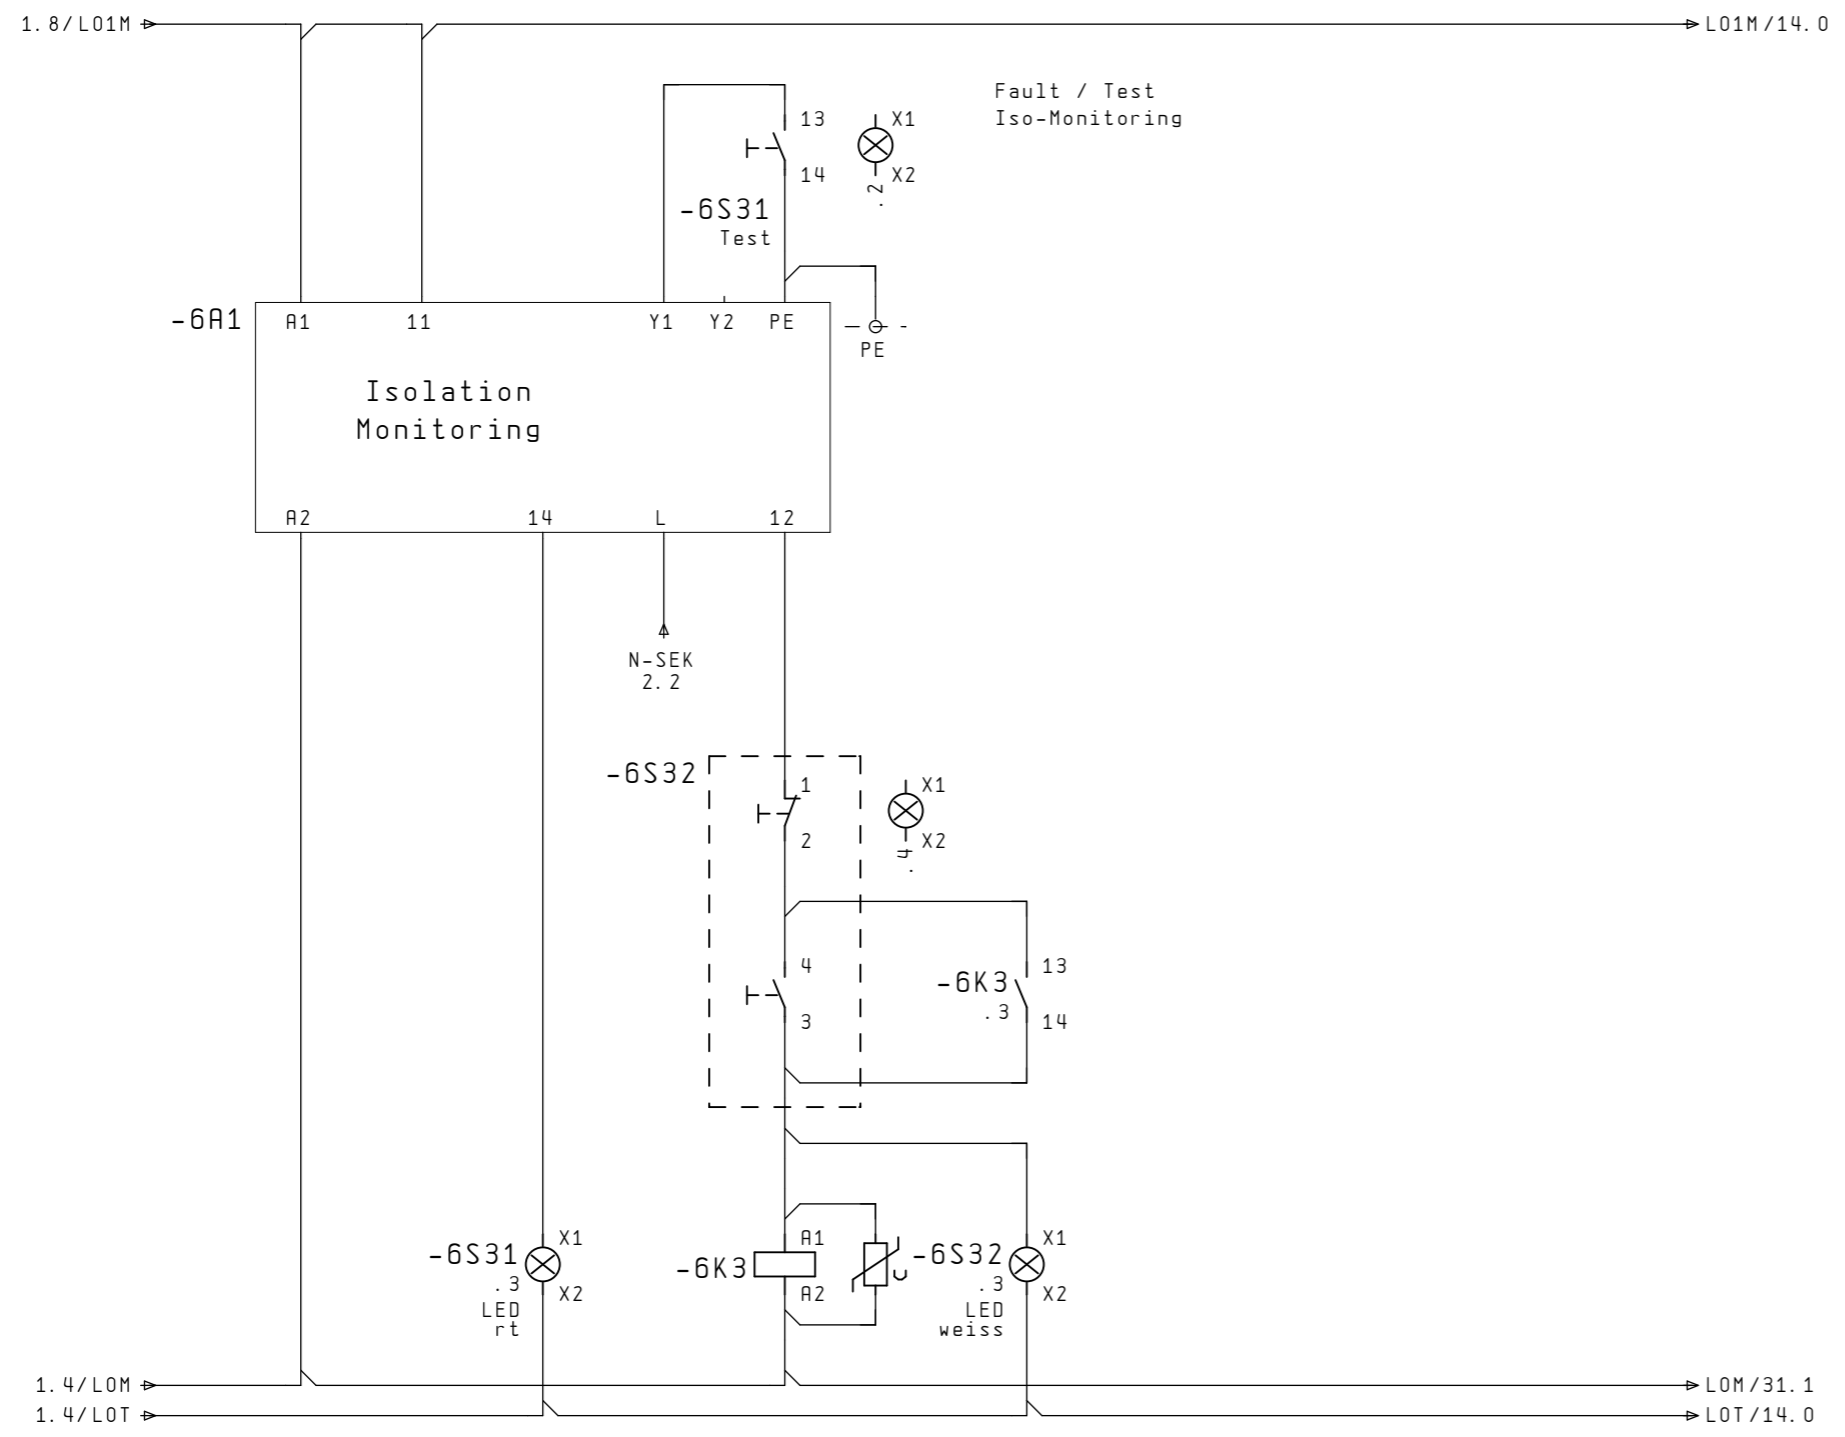 1.8/L01M
L01M/14.0
Fault / Test
Iso-Monitoring
13
14
X1
X2
.2
-6S31
Test
-6A1
A1
11
Y1
Y2
PE
PE
Isolation
Monitoring
A2
14
L
12
N-SEK
2.2
-6S32
1
2
X1
X2
.4
4
3
-6K3
.3
13
14
-6S31
.3
LED
rt
X1
X2
-6K3
A1
A2
U
-6S32
.3
LED
weiss
X1
X2
1.4/L0M
L0M/31.1
1.4/L0T
L0T/14.0